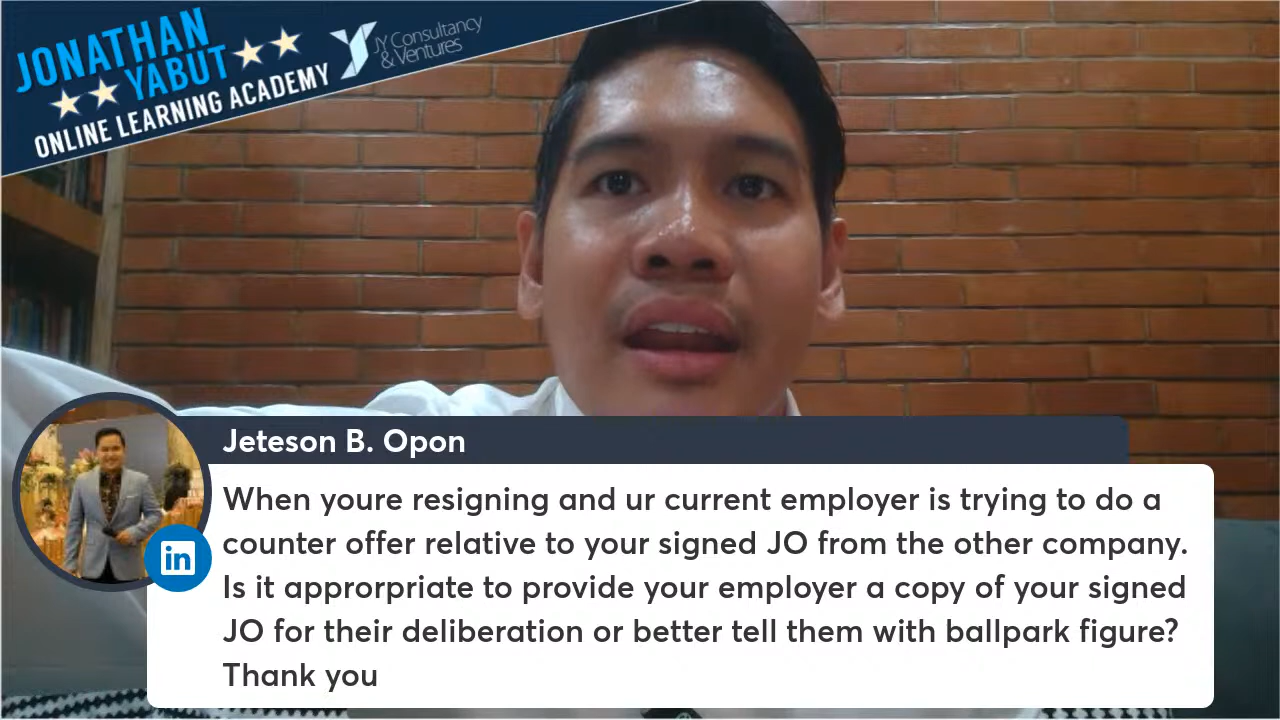 JONATHAN
YABUT
ONLINE LEARNING ACADEMY
JY Consultancy
& Ventures
Jeteson B. Opon
in
When youre resigning and ur current employer is trying to do a
counter offer relative to your signed JO from the other company.
Is it approrpriate to provide your employer a copy of your signed
JO for their deliberation or better tell them with ballpark figure?
Thank you